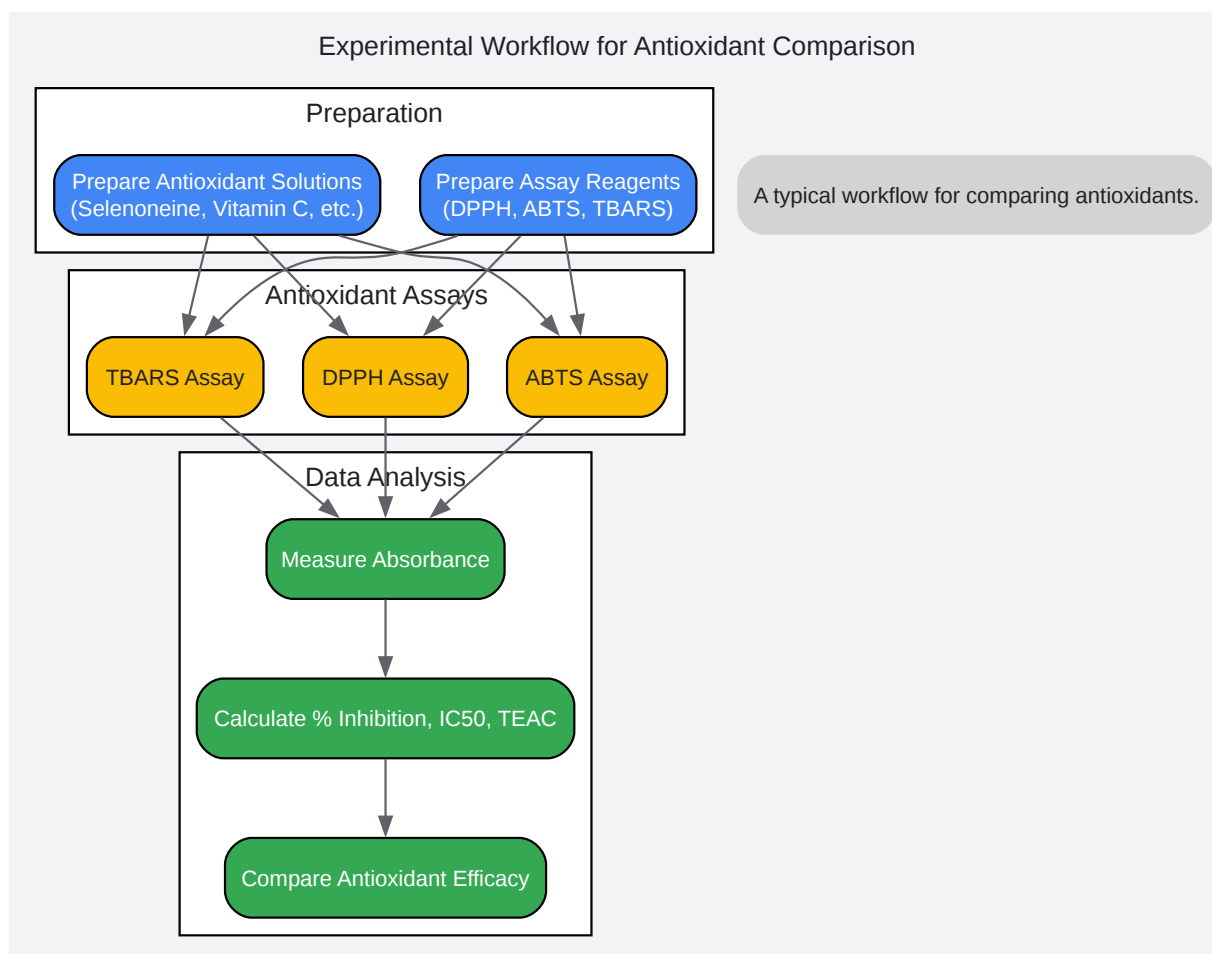 Experimental Workflow for Antioxidant Comparison
Preparation
Prepare Antioxidant Solutions
(Selenoneine, Vitamin C, etc.)
Prepare Assay Reagents
(DPPH, ABTS, TBARS)
A typical workflow for comparing antioxidants.
Antioxidant Assays
TBARS Assay
DPPH Assay
ABTS Assay
Data Analysis
Measure Absorbance
Calculate % Inhibition, IC50, TEAC
Compare Antioxidant Efficacy